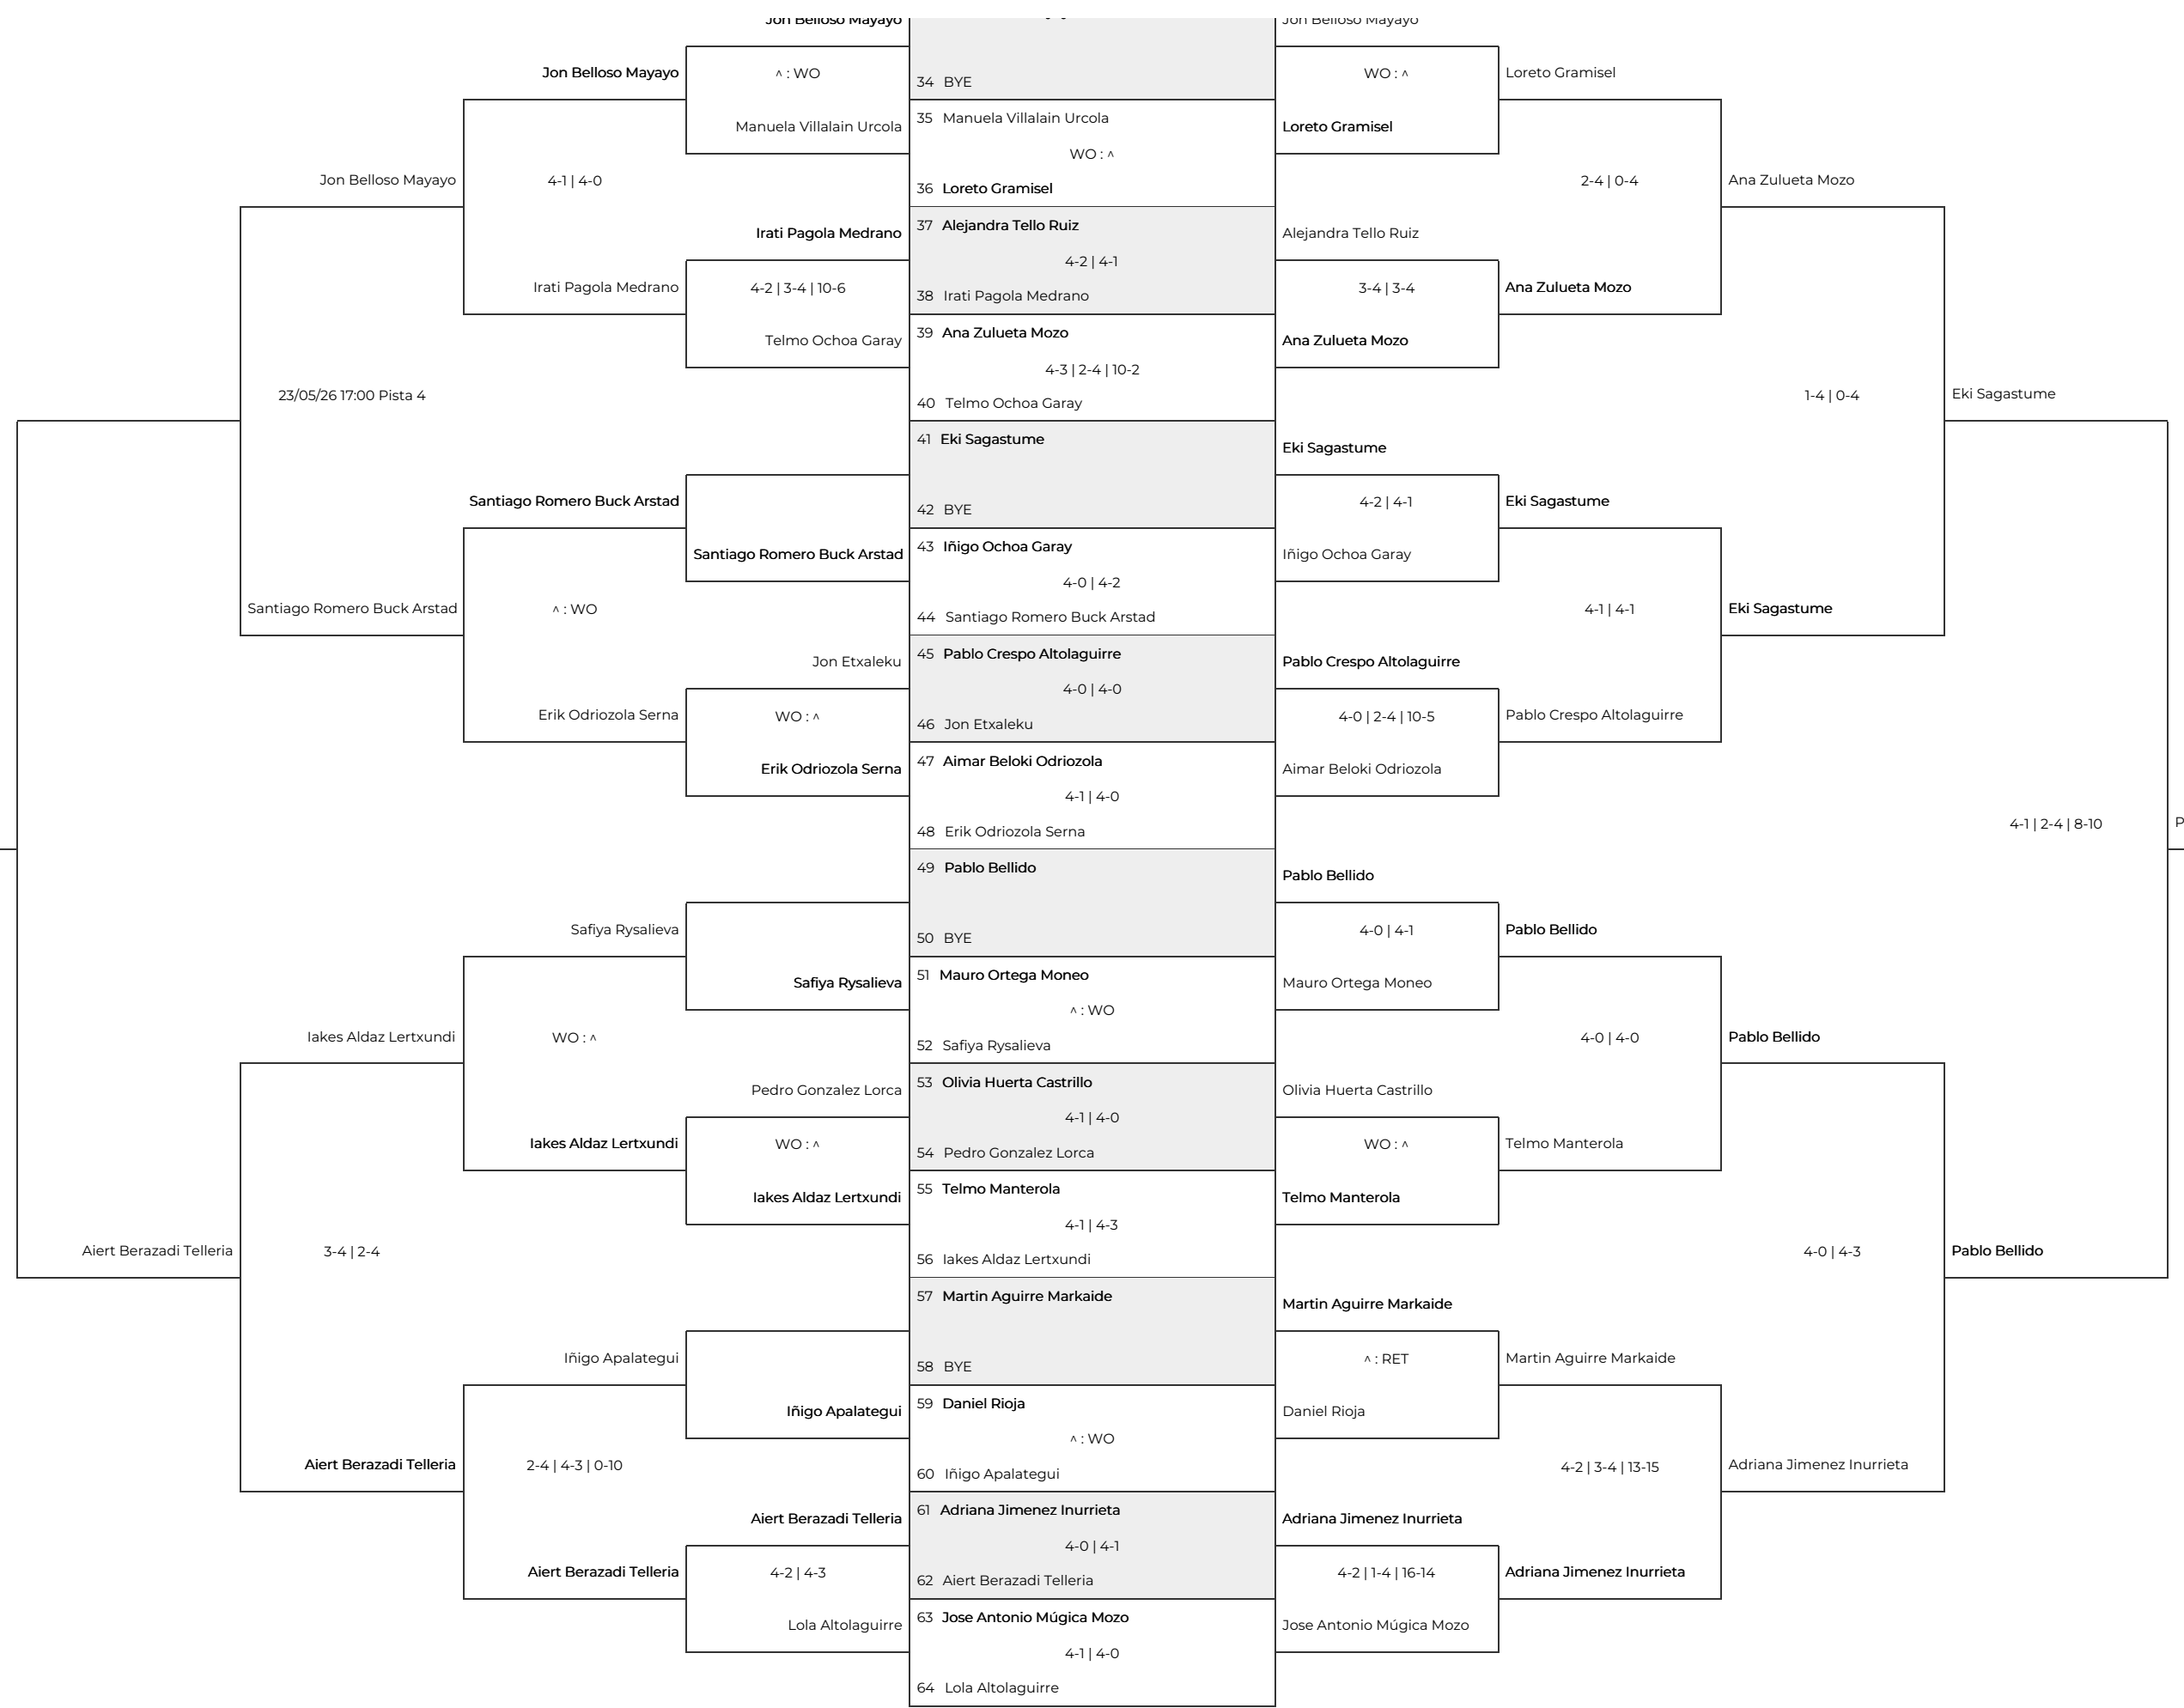 Jon Belloso Mayayo
Jon Belloso Mayayo
Jon Belloso Mayayo
^ : WO
34 BYE
WO : ^
Loreto Gramisel
Manuela Villalain Urcola
35 Manuela Villalain Urcola
Loreto Gramisel
WO : ^
Jon Belloso Mayayo
4-1 | 4-0
36 Loreto Gramisel
2-4 | 0-4
Ana Zulueta Mozo
Irati Pagola Medrano
37 Alejandra Tello Ruiz
Alejandra Tello Ruiz
4-2 | 4-1
Irati Pagola Medrano
4-2 | 3-4 | 10-6
38 Irati Pagola Medrano
3-4 | 3-4
Ana Zulueta Mozo
Telmo Ochoa Garay
39 Ana Zulueta Mozo
Ana Zulueta Mozo
4-3 | 2-4 | 10-2
23/05/26 17:00 Pista 4
40 Telmo Ochoa Garay
1-4 | 0-4
Eki Sagastume
41 Eki Sagastume
Eki Sagastume
Santiago Romero Buck Arstad
42 BYE
4-2 | 4-1
Eki Sagastume
Santiago Romero Buck Arstad
43 Iñigo Ochoa Garay
Iñigo Ochoa Garay
4-0 | 4-2
Santiago Romero Buck Arstad
^ : WO
44 Santiago Romero Buck Arstad
4-1 | 4-1
Eki Sagastume
Jon Etxaleku
45 Pablo Crespo Altolaguirre
Pablo Crespo Altolaguirre
4-0 | 4-0
Erik Odriozola Serna
WO : ^
46 Jon Etxaleku
4-0 | 2-4 | 10-5
Pablo Crespo Altolaguirre
Erik Odriozola Serna
47 Aimar Beloki Odriozola
Aimar Beloki Odriozola
4-1 | 4-0
48 Erik Odriozola Serna
4-1 | 2-4 | 8-10
P
49 Pablo Bellido
Pablo Bellido
Safiya Rysalieva
50 BYE
4-0 | 4-1
Pablo Bellido
Safiya Rysalieva
51 Mauro Ortega Moneo
Mauro Ortega Moneo
^ : WO
Iakes Aldaz Lertxundi
WO : ^
52 Safiya Rysalieva
4-0 | 4-0
Pablo Bellido
Pedro Gonzalez Lorca
53 Olivia Huerta Castrillo
Olivia Huerta Castrillo
4-1 | 4-0
Iakes Aldaz Lertxundi
WO : ^
54 Pedro Gonzalez Lorca
WO : ^
Telmo Manterola
Iakes Aldaz Lertxundi
55 Telmo Manterola
Telmo Manterola
4-1 | 4-3
Aiert Berazadi Telleria
3-4 | 2-4
56 Iakes Aldaz Lertxundi
4-0 | 4-3
Pablo Bellido
57 Martin Aguirre Markaide
Martin Aguirre Markaide
Iñigo Apalategui
58 BYE
^ : RET
Martin Aguirre Markaide
Iñigo Apalategui
59 Daniel Rioja
Daniel Rioja
^ : WO
Aiert Berazadi Telleria
2-4 | 4-3 | 0-10
60 Iñigo Apalategui
4-2 | 3-4 | 13-15
Adriana Jimenez Inurrieta
Aiert Berazadi Telleria
61 Adriana Jimenez Inurrieta
Adriana Jimenez Inurrieta
4-0 | 4-1
Aiert Berazadi Telleria
4-2 | 4-3
62 Aiert Berazadi Telleria
4-2 | 1-4 | 16-14
Adriana Jimenez Inurrieta
Lola Altolaguirre
63 Jose Antonio Múgica Mozo
Jose Antonio Múgica Mozo
4-1 | 4-0
64 Lola Altolaguirre